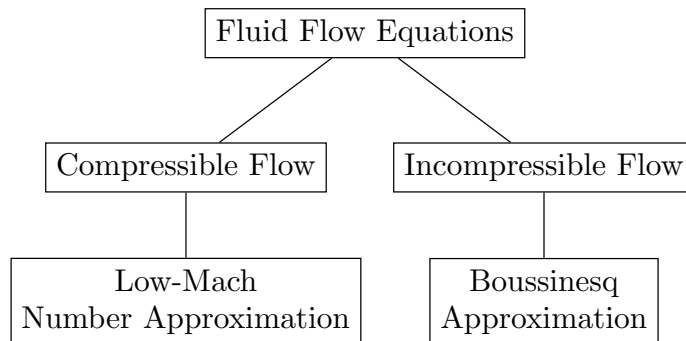 Fluid Flow Equations
Compressible Flow
Incompressible Flow
Low-Mach
Number Approximation
Boussinesq
Approximation